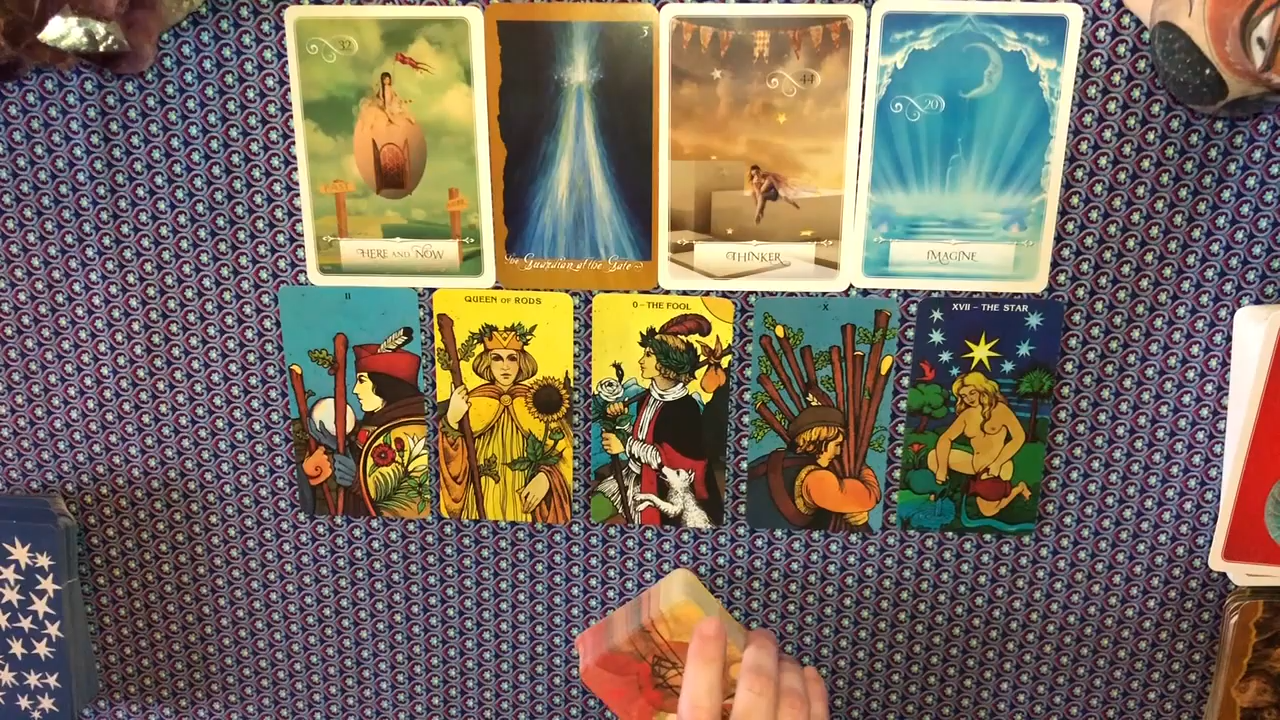 32
HERE AND NOW
3
The Guardian at the Gate
44
THINKER
20
IMAGINE
II
QUEEN OF RODS
0 – THE FOOL
X
XVII – THE STAR